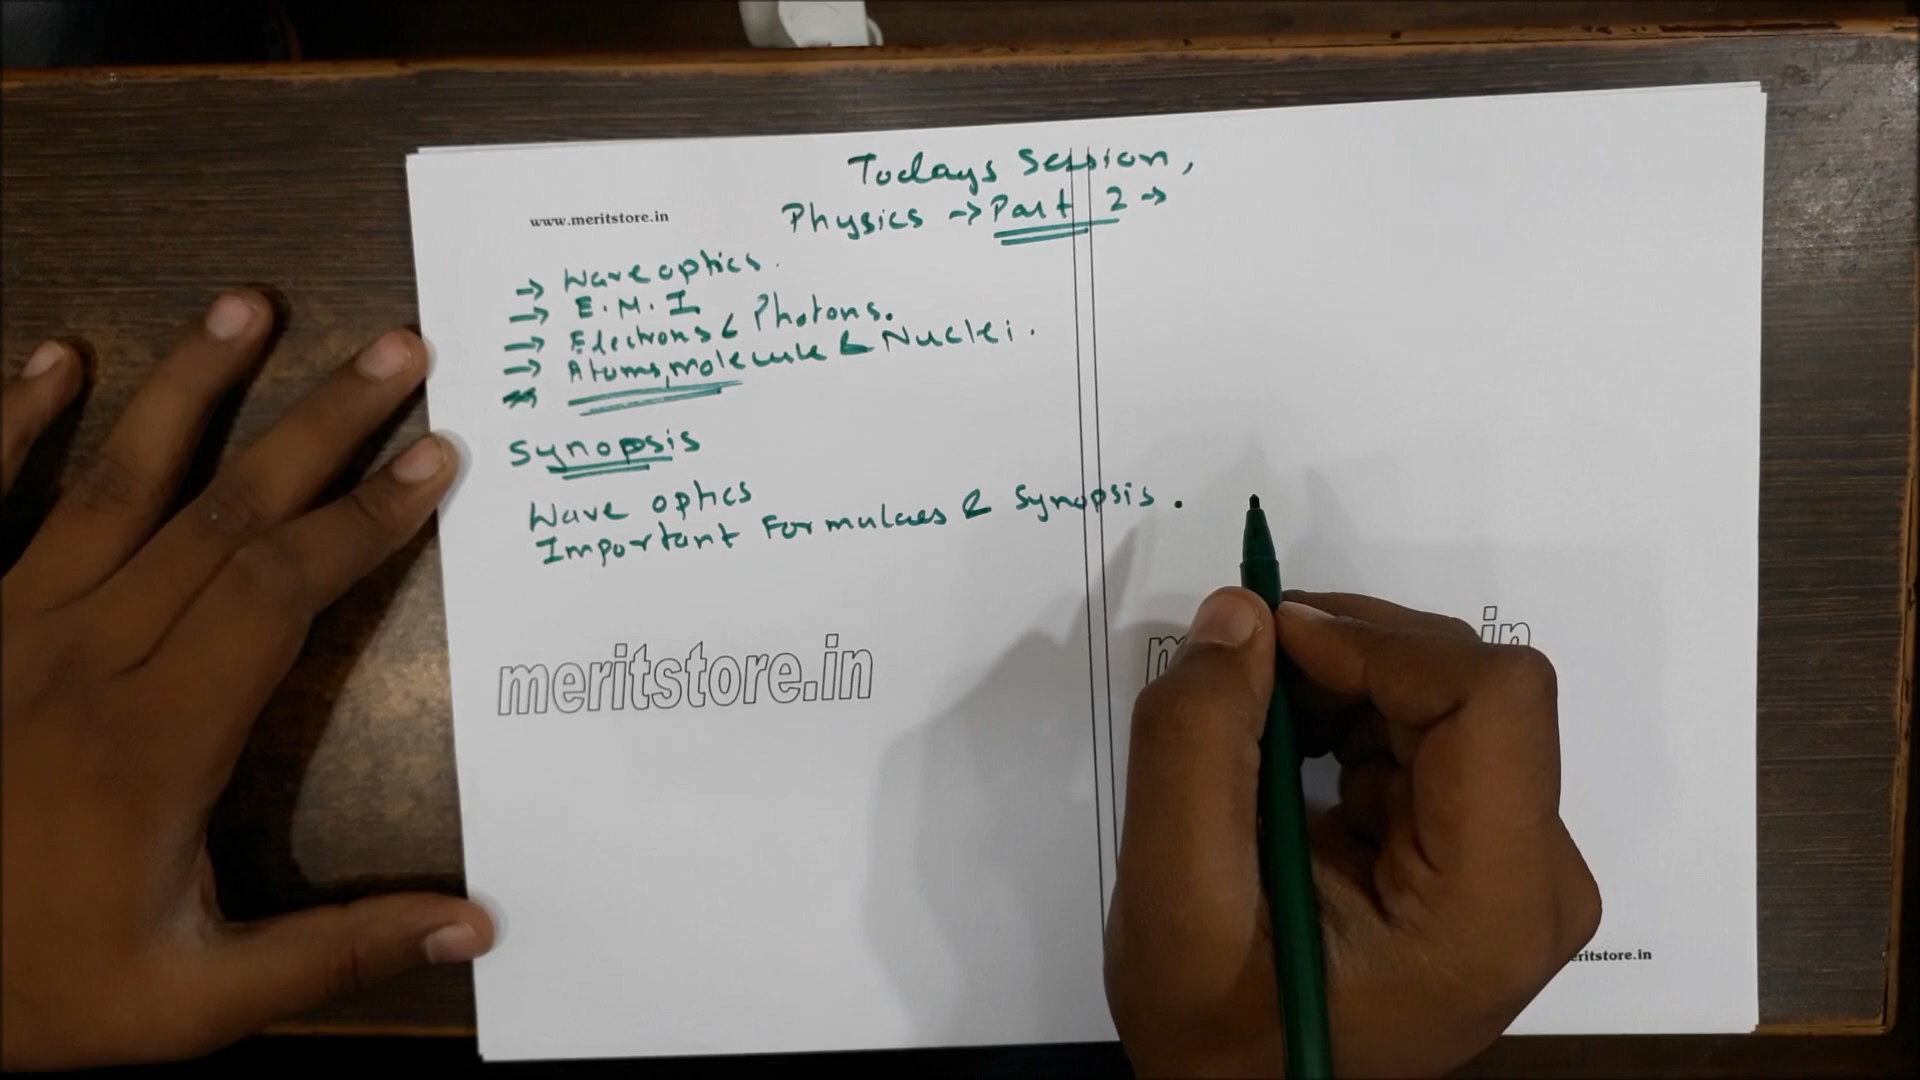 Todays Session,
www.meritstore.in
Physics → Part 2 →
→ Wave optics.
→ E.M.I
→ Electrons & Photons.
→ Atoms, molecule & Nuclei.
Synopsis
Wave optics
Important Formulaes & Synopsis.
meritstore.in
in
eritstore.in